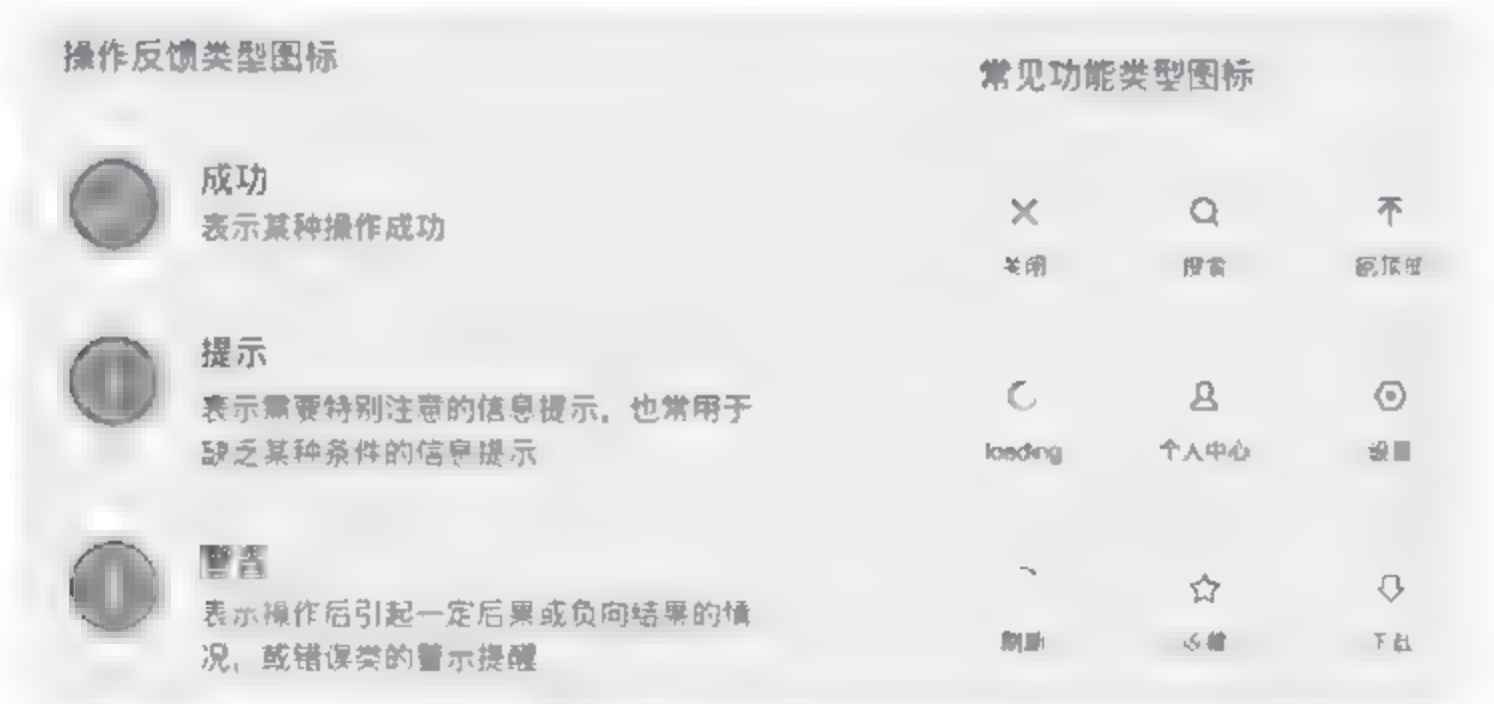 操作反馈类型图标
成功
表示某种操作成功
提示
表示需要特别注意的信息提示,也常用于
缺乏某种条件的信息提示
表示操作后引起一定后果或负向结果的情
况,或错误类的警示提醒
常见功能类型图标
关闭 搜索
loading 个人中心 设置
下载